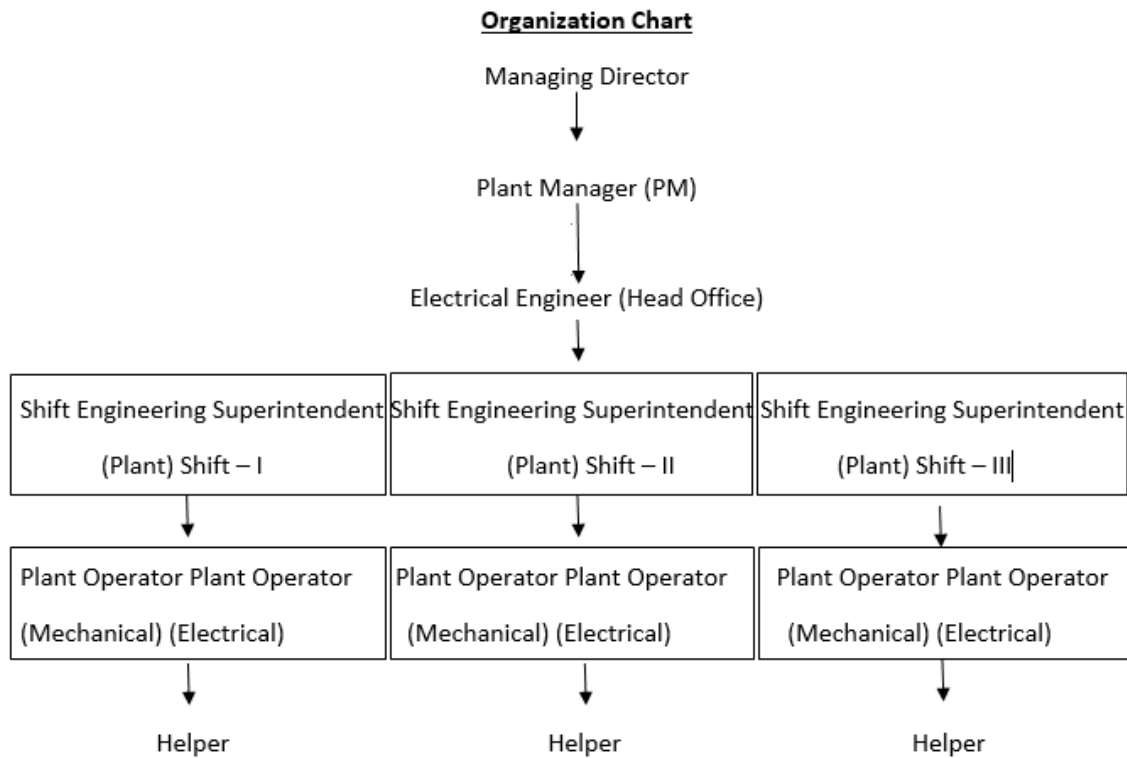 Organization Chart
Managing Director
Plant Manager (PM)
Electrical Engineer (Head Office)
Shift Engineering Superintendent
(Plant) Shift – I
Shift Engineering Superintendent
(Plant) Shift – II
Shift Engineering Superintendent
(Plant) Shift – III
Plant Operator Plant Operator
(Mechanical) (Electrical)
Plant Operator Plant Operator
(Mechanical) (Electrical)
Plant Operator Plant Operator
(Mechanical) (Electrical)
Helper
Helper
Helper